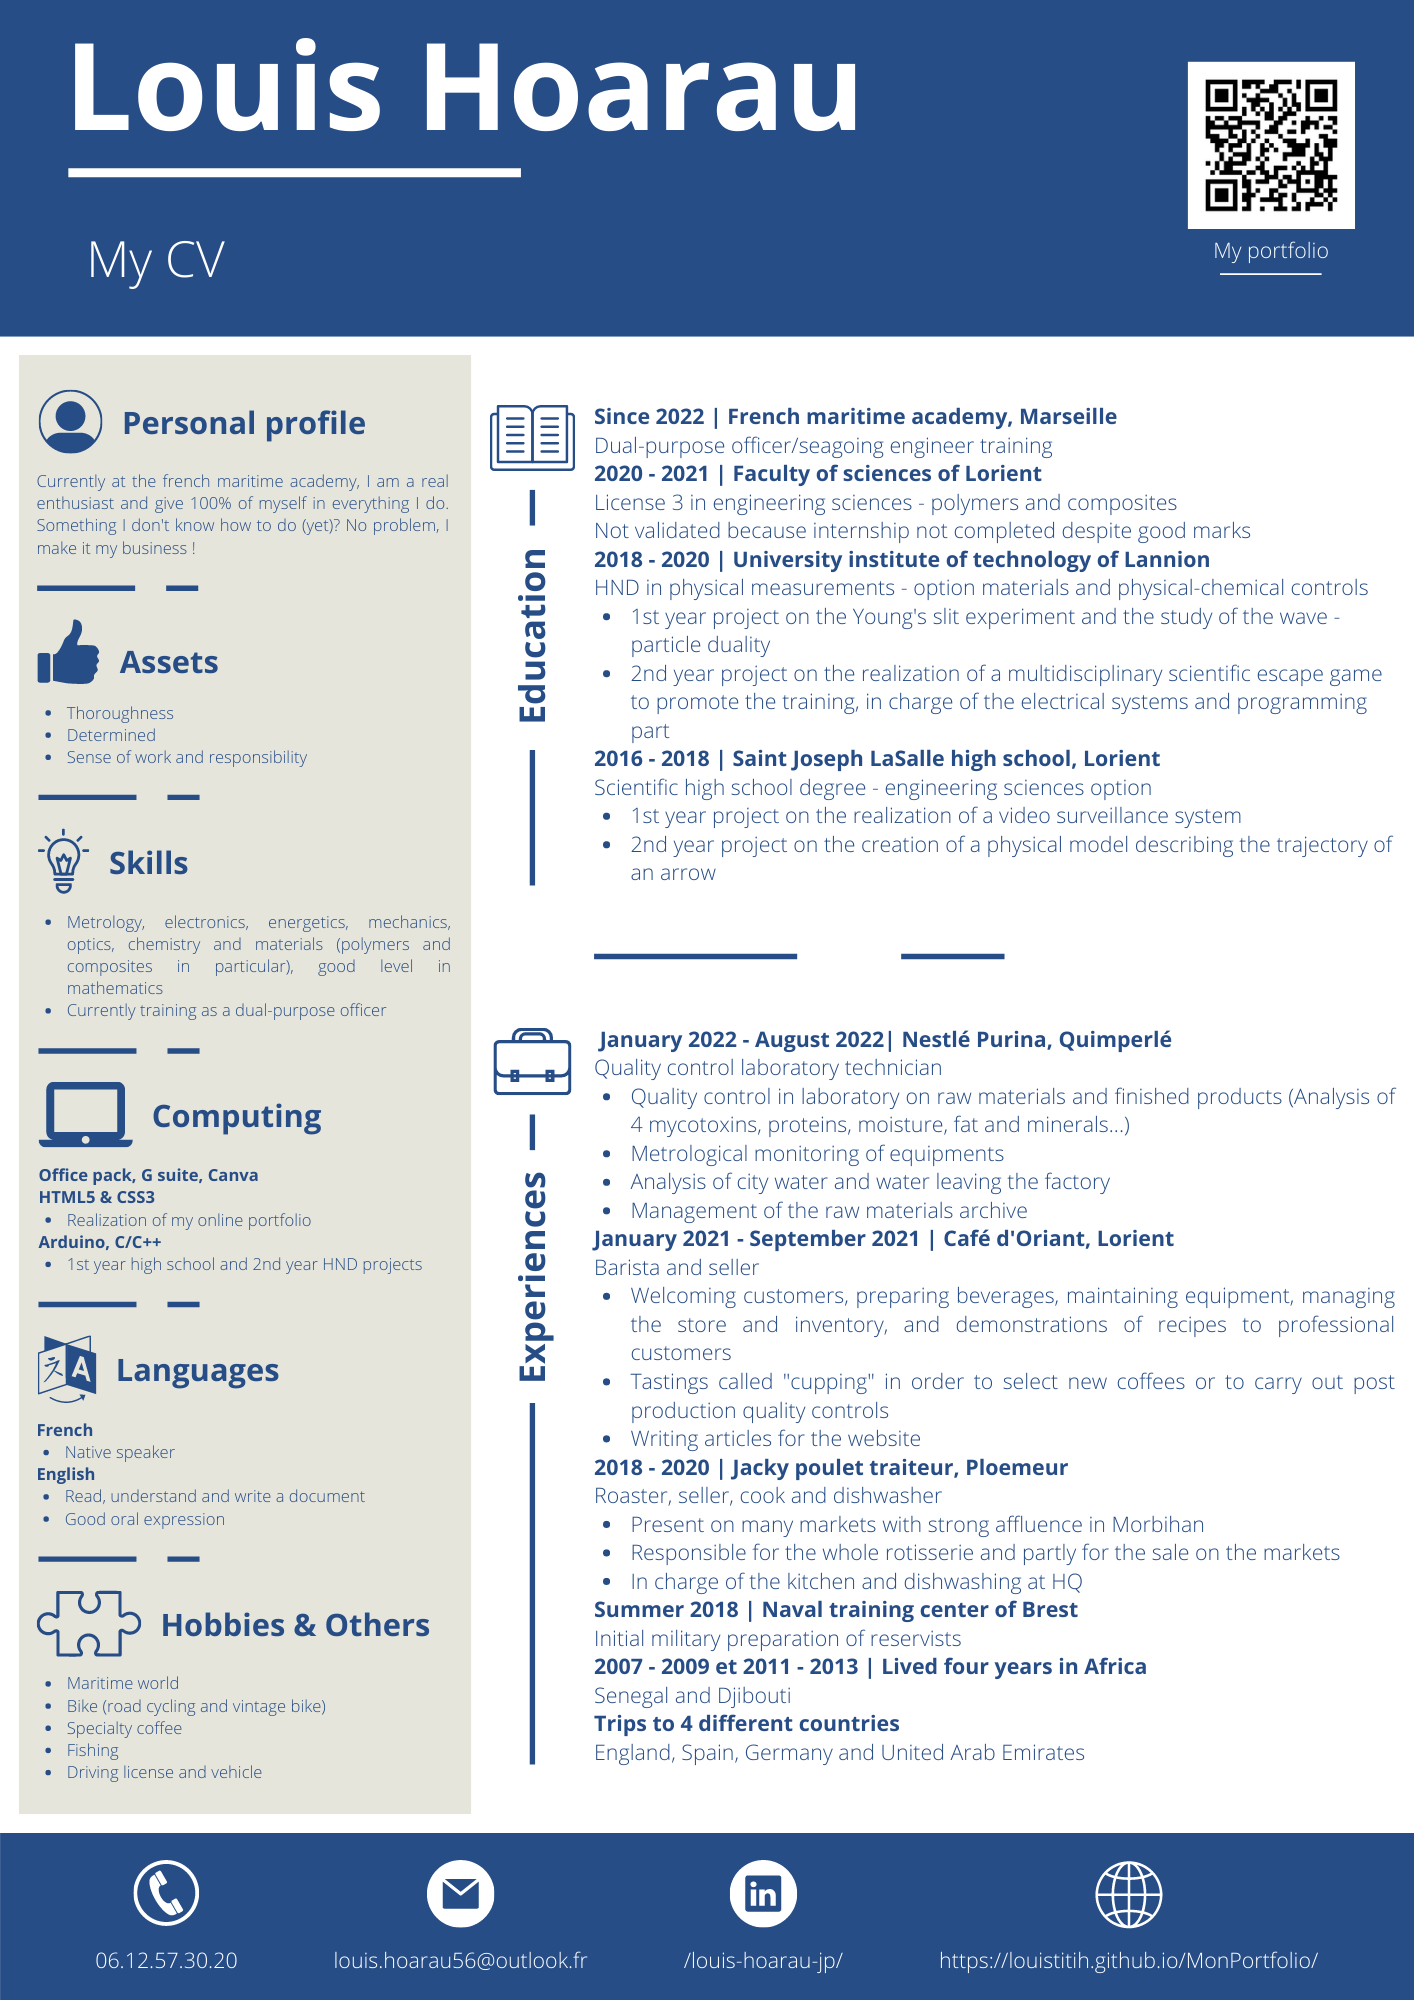 Louis Hoarau
My CV
My portfolio
Personal profile
Currently at the french maritime academy, I am a real
enthusiast and give 100% of myself in everything I do.
Something I don't know how to do (yet)? No problem, I
make it my business !
Assets
• Thoroughness
• Determined
• Sense of work and responsibility
Skills
• Metrology, electronics, energetics, mechanics,
optics, chemistry and materials (polymers and
composites in particular), good level in
mathematics
• Currently training as a dual-purpose officer
Computing
Office pack, G suite, Canva
HTML5 & CSS3
• Realization of my online portfolio
Arduino, C/C++
• 1st year high school and 2nd year HND projects
Languages
French
• Native speaker
English
• Read, understand and write a document
• Good oral expression
Hobbies & Others
• Maritime world
• Bike (road cycling and vintage bike)
• Specialty coffee
• Fishing
• Driving license and vehicle
Education
Since 2022 | French maritime academy, Marseille
Dual-purpose officer/seagoing engineer training
2020 - 2021 | Faculty of sciences of Lorient
License 3 in engineering sciences - polymers and composites
Not validated because internship not completed despite good marks
2018 - 2020 | University institute of technology of Lannion
HND in physical measurements - option materials and physical-chemical controls
• 1st year project on the Young's slit experiment and the study of the wave -
particle duality
• 2nd year project on the realization of a multidisciplinary scientific escape game
to promote the training, in charge of the electrical systems and programming
part
2016 - 2018 | Saint Joseph LaSalle high school, Lorient
Scientific high school degree - engineering sciences option
• 1st year project on the realization of a video surveillance system
• 2nd year project on the creation of a physical model describing the trajectory of
an arrow
Experiences
January 2022 - August 2022| Nestlé Purina, Quimperlé
Quality control laboratory technician
• Quality control in laboratory on raw materials and finished products (Analysis of
4 mycotoxins, proteins, moisture, fat and minerals...)
• Metrological monitoring of equipments
• Analysis of city water and water leaving the factory
• Management of the raw materials archive
January 2021 - September 2021 | Café d'Oriant, Lorient
Barista and seller
• Welcoming customers, preparing beverages, maintaining equipment, managing
the store and inventory, and demonstrations of recipes to professional
customers
• Tastings called "cupping" in order to select new coffees or to carry out post
production quality controls
• Writing articles for the website
2018 - 2020 | Jacky poulet traiteur, Ploemeur
Roaster, seller, cook and dishwasher
• Present on many markets with strong affluence in Morbihan
• Responsible for the whole rotisserie and partly for the sale on the markets
• In charge of the kitchen and dishwashing at HQ
Summer 2018 | Naval training center of Brest
Initial military preparation of reservists
2007 - 2009 et 2011 - 2013 | Lived four years in Africa
Senegal and Djibouti
Trips to 4 different countries
England, Spain, Germany and United Arab Emirates
06.12.57.30.20
louis.hoarau56@outlook.fr
/louis-hoarau-jp/
https://louistitih.github.io/MonPortfolio/